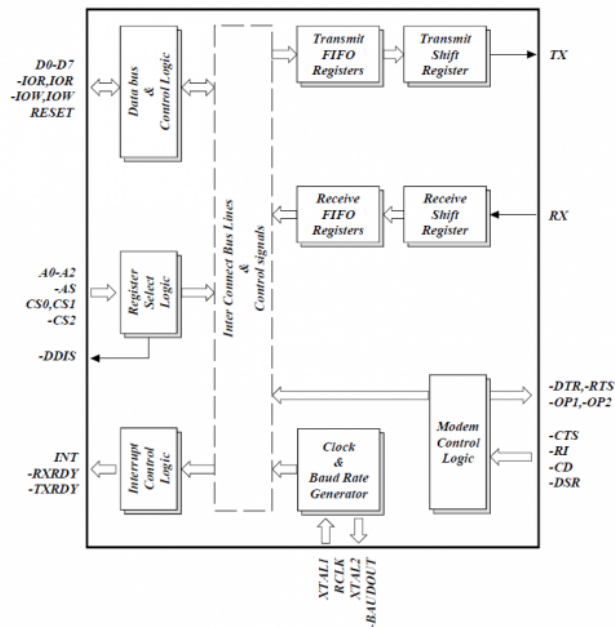 D0-D7
-IOR,IOR
-IOW,IOW
RESET
Data bus
&
Control Logic
Transmit
FIFO
Registers
Transmit
Shift
Register
TX
Receive
FIFO
Registers
Receive
Shift
Register
RX
Inter Connect Bus Lines
&
Control signals
A0-A2
-AS
CS0,CS1
-CS2
Register
Select
Logic
-DDIS
-DTR,-RTS
-OP1,-OP2
Modem
Control
Logic
-CTS
-RI
-CD
-DSR
INT
-RXRDY
-TXRDY
Interrupt
Control
Logic
Clock
&
Baud Rate
Generator
XTAL1
RCLK
XTAL2
-BAUDOUT